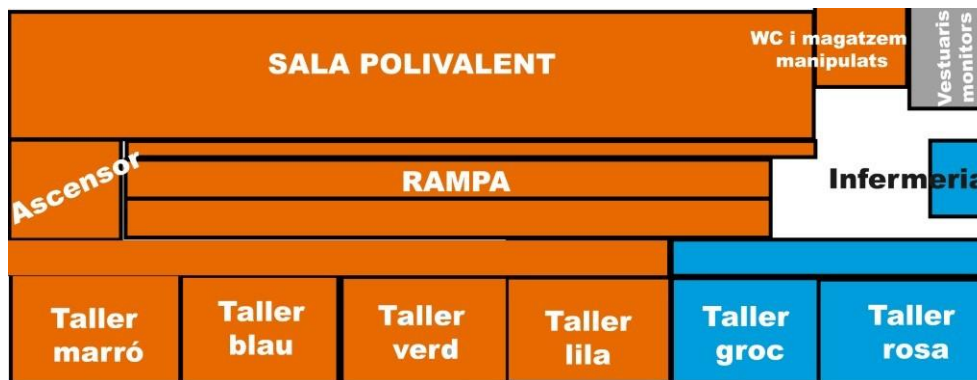 SALA POLIVALENT
WC i magatzem
manipulats
Vestuaris
monitors
Ascensor
RAMPA
Infermeria
Taller
marró
Taller
blau
Taller
verd
Taller
lila
Taller
groc
Taller
rosa